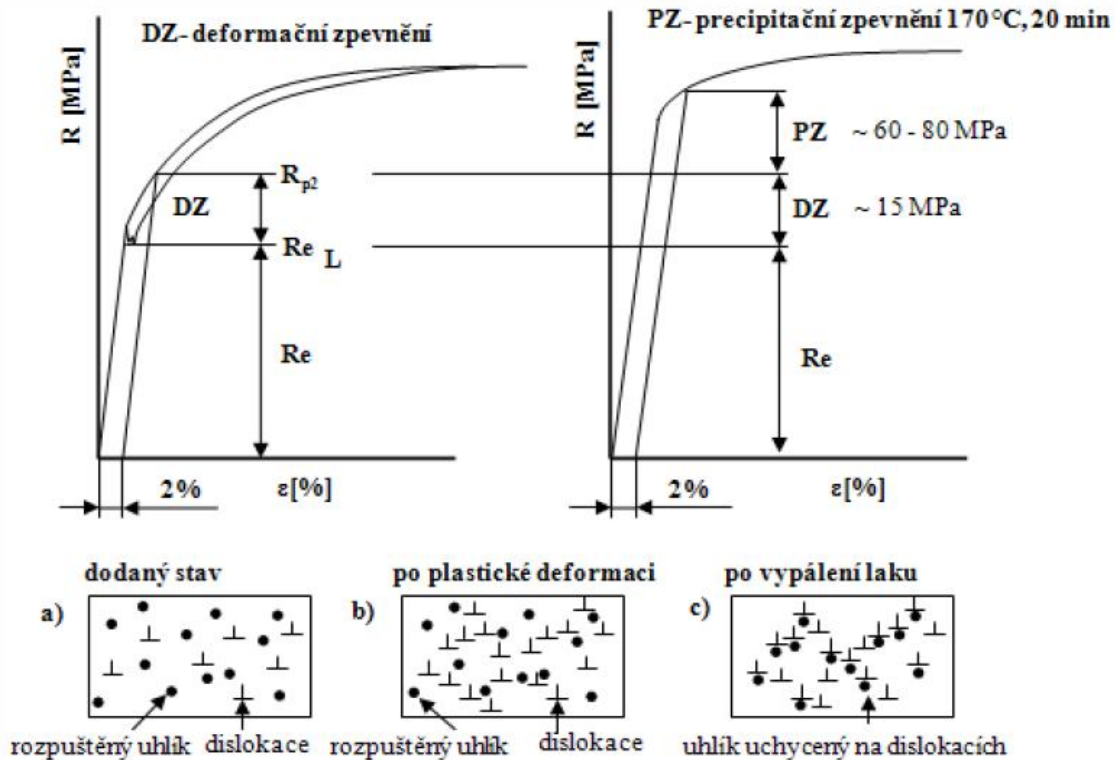 DZ- deformační zpevnění
R [MPa]
R_p2
DZ
Re L
Re
2%
ε[%]
PZ- precipitační zpevnění 170°C, 20 min
R [MPa]
PZ ~ 60 - 80 MPa
DZ ~ 15 MPa
Re
2%
ε[%]
dodaný stav
a)
rozpuštěný uhlík
dislokace
po plastické deformaci
b)
rozpuštěný uhlík
dislokace
po vypálení laku
c)
uhlík uchycený na dislokacích